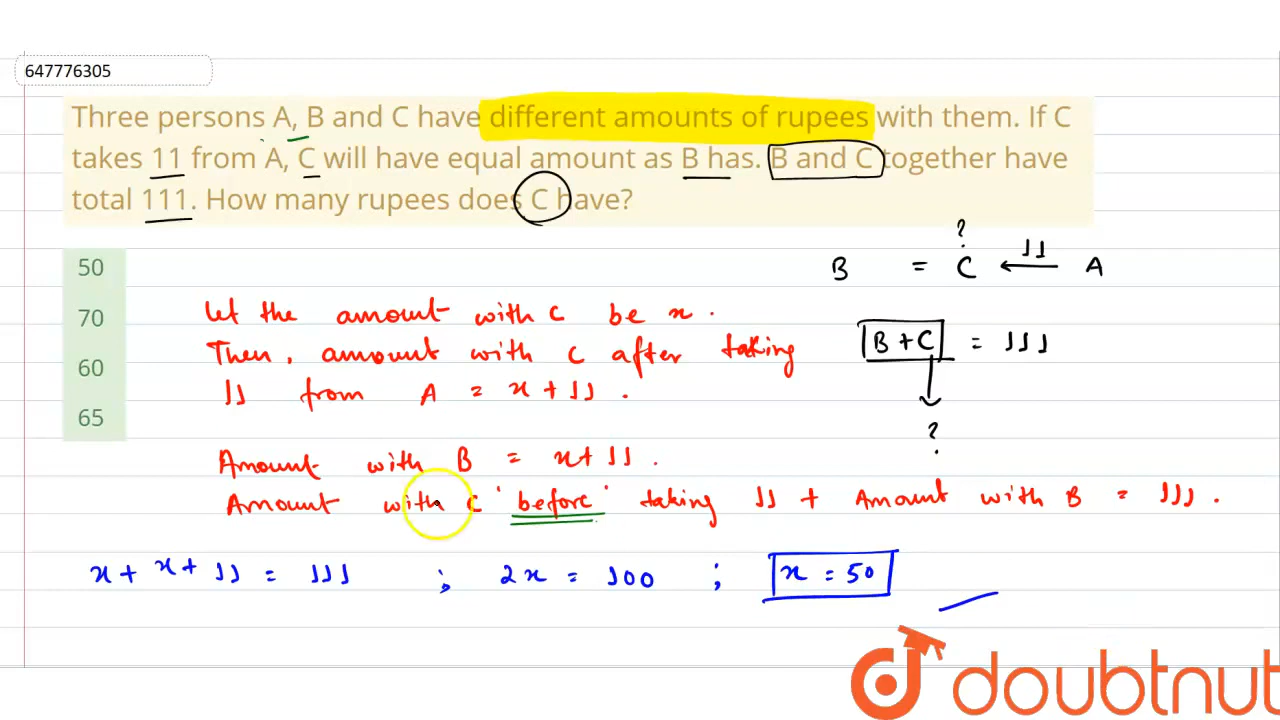 647776305
Three persons A, B and C have different amounts of rupees with them. If C
takes 11 from A, C will have equal amount as B has. B and C together have
total 111. How many rupees does C have?
?
B = C ← 11 A
50
70
60
65
Let the amount with C be x.
Then, amount with C after taking
11 from A = x + 11.
B + C = 111
?
Amount with B = x + 11.
Amount with C 'before' taking 11 + Amount with B = 111.
x + x + 11 = 111 ; 2x = 100 ; x = 50
doubtnut